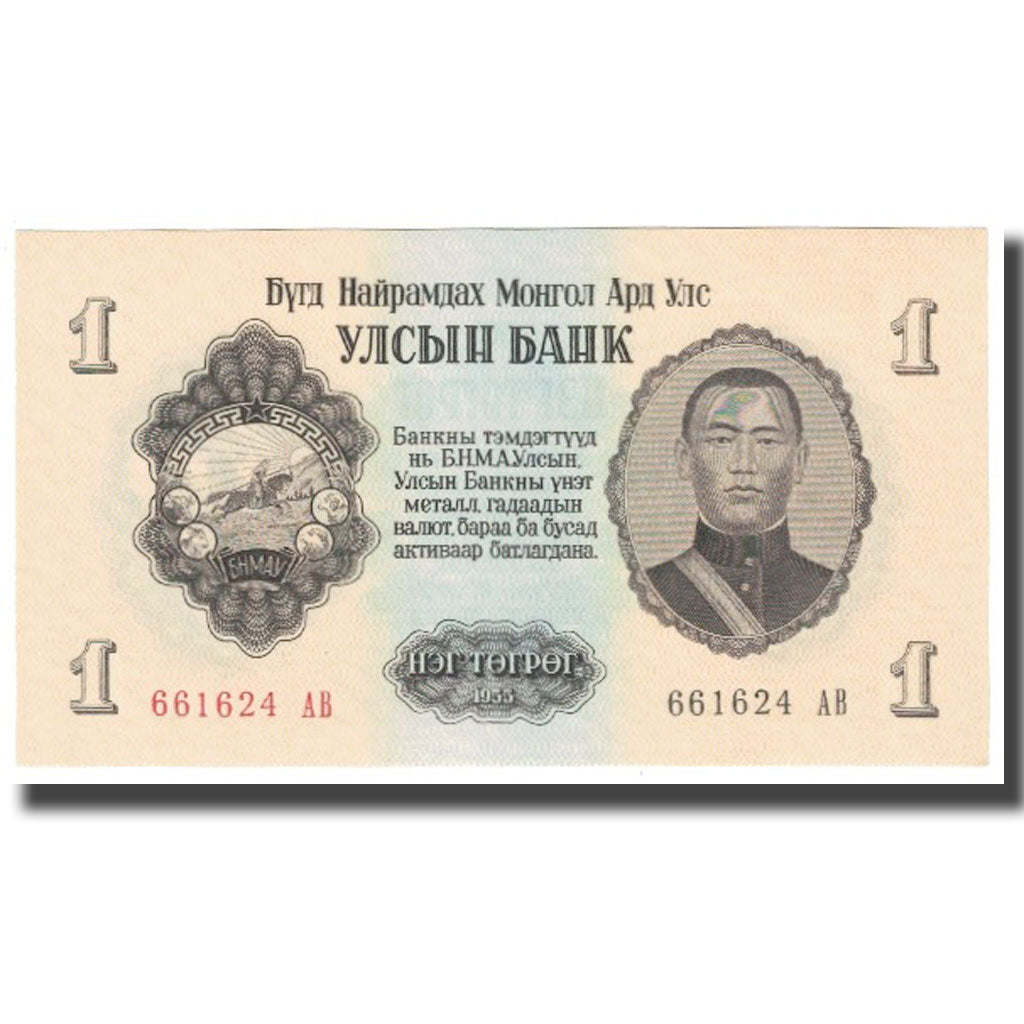 Бүгд Найрамдах Монгол Ард Улс
УЛСЫН БАНК
1
1
Банкны тэмдэгтүүд
нь Б.Н.М.А.Улсын,
Улсын Банкны үнэт
металл, гадаадын
валют, бараа ба бусад
активаар батлагдана.
БНМАУ
НЭГ ТӨГРӨГ
1955
1
661624 АВ
661624 АВ
1